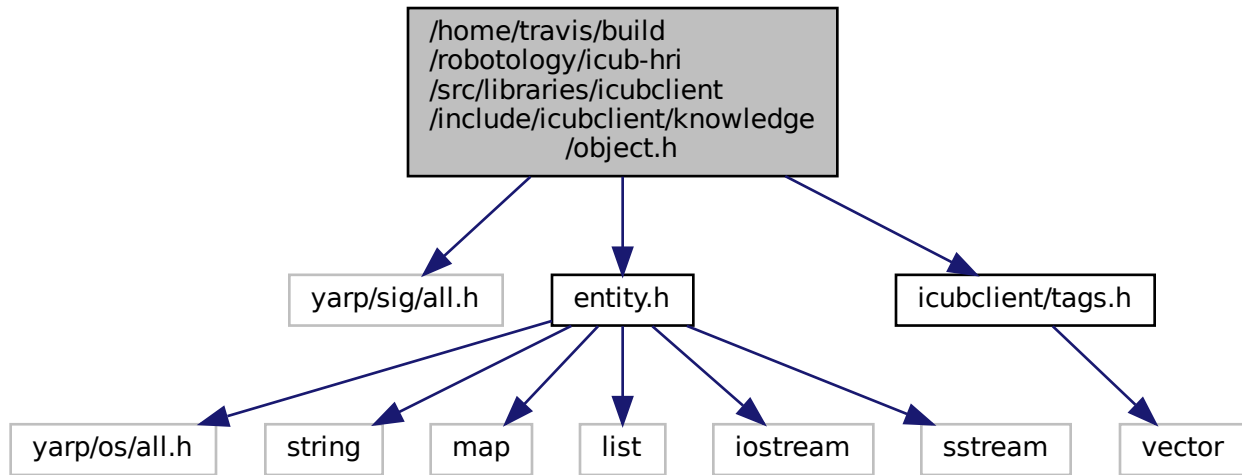 /home/travis/build
/robotology/icub-hri
/src/libraries/icubclient
/include/icubclient/knowledge
/object.h
yarp/sig/all.h
entity.h
icubclient/tags.h
yarp/os/all.h
string
map
list
iostream
sstream
vector